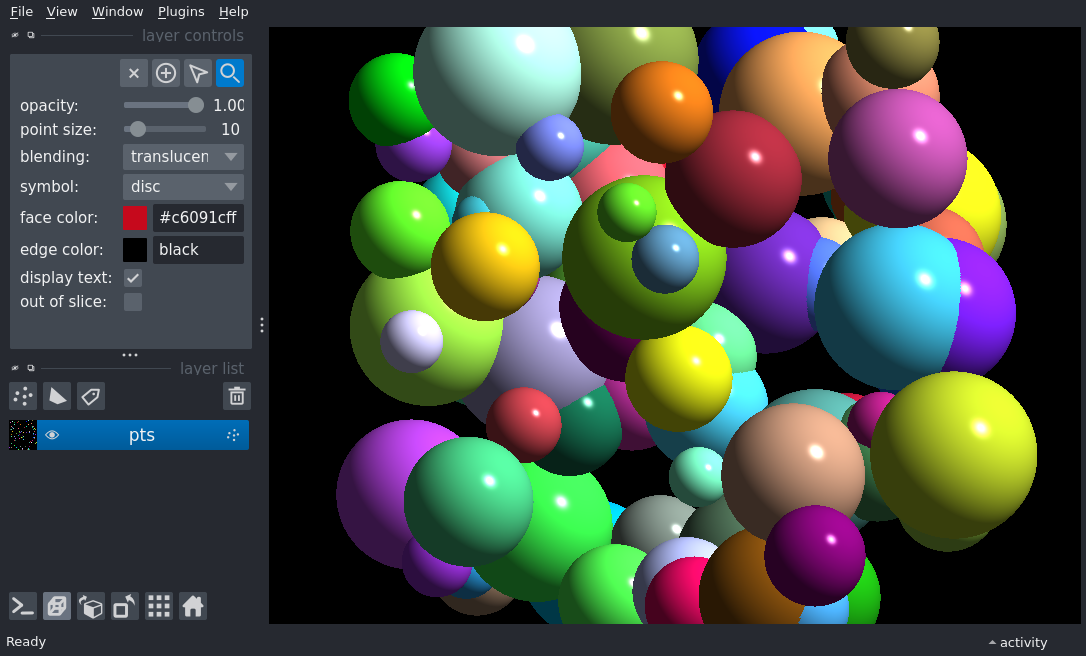 File View Window Plugins Help
layer controls
opacity: 1.00
point size: 10
blending: translucen
symbol: disc
face color: #c6091cff
edge color: black
display text:
out of slice:
layer list
pts
Ready
activity